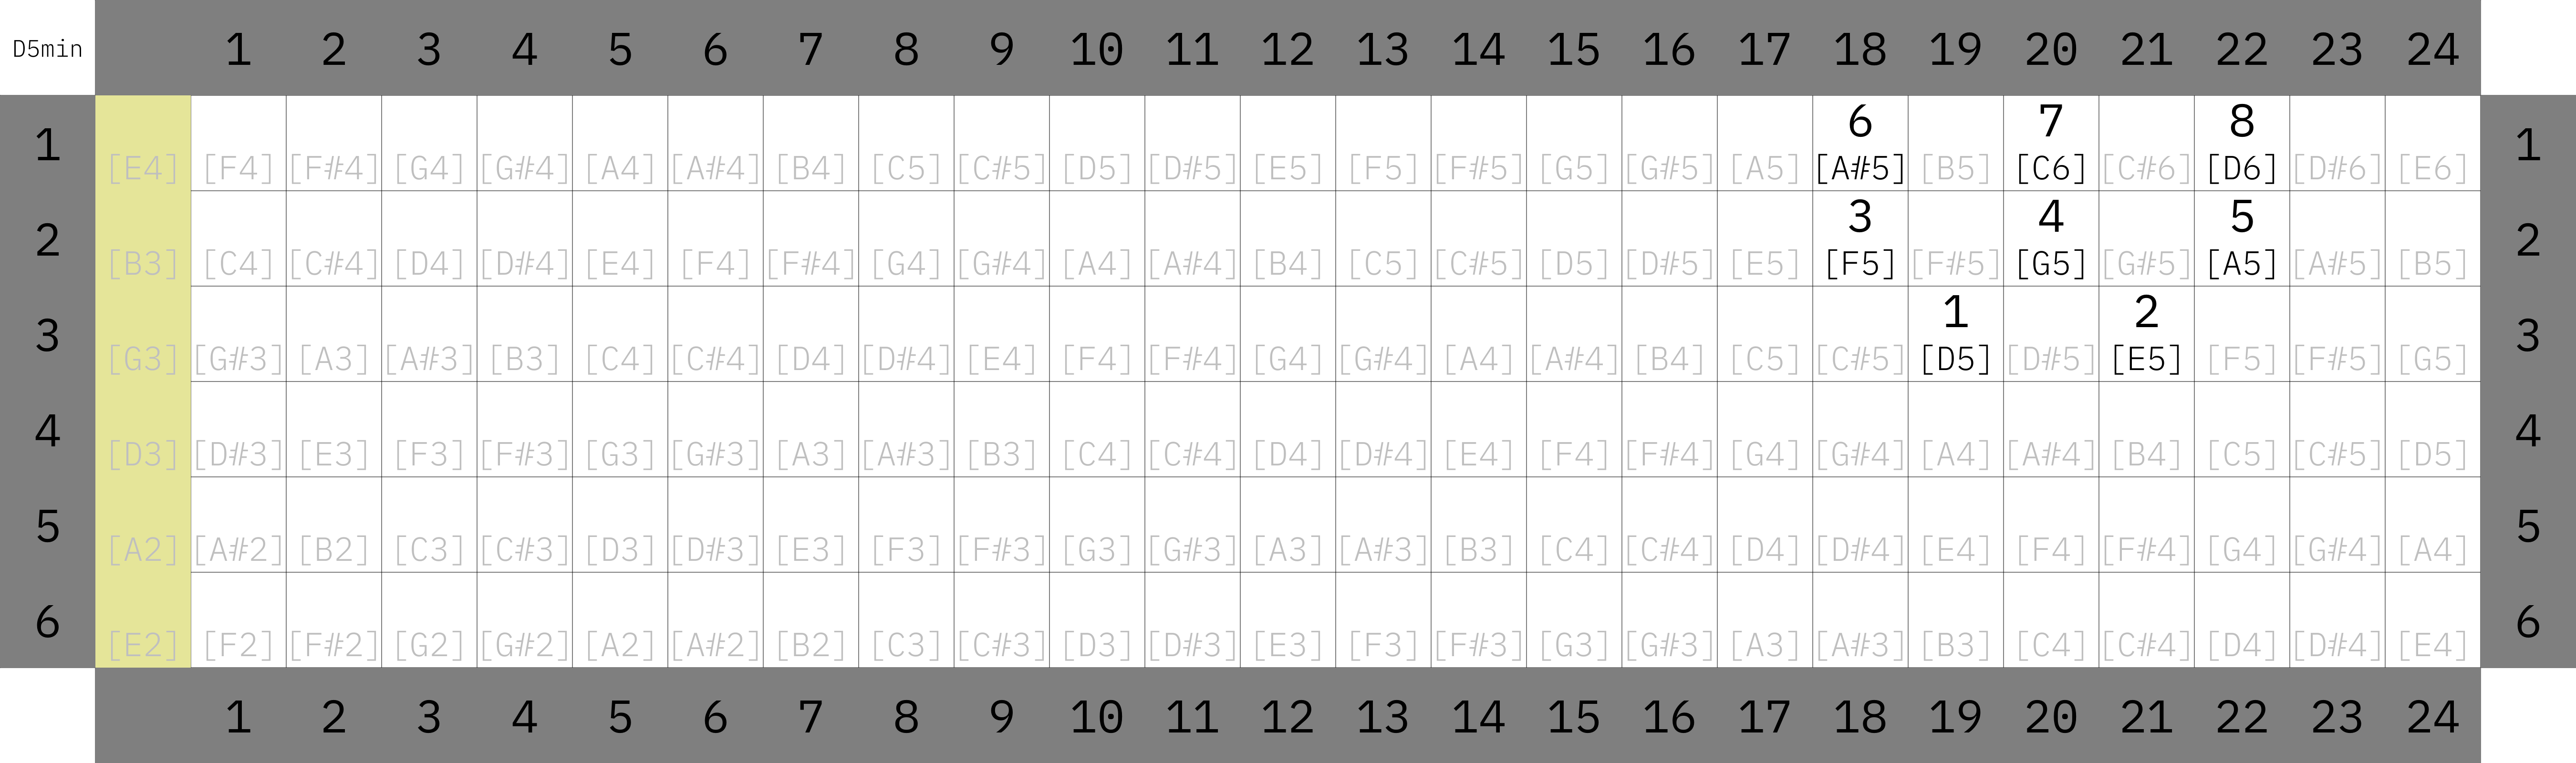 D5min 1 2 3 4 5 6 7 8 9 10 11 12 13 14 15 16 17 18 19 20 21 22 23 24
6 7 8
1 [E4] [F4] [F#4] [G4] [G#4] [A4] [A#4] [B4] [C5] [C#5] [D5] [D#5] [E5] [F5] [F#5] [G5] [G#5] [A5] [A#5] [B5] [C6] [C#6] [D6] [D#6] [E6] 1
3 4 5
2 [B3] [C4] [C#4] [D4] [D#4] [E4] [F4] [F#4] [G4] [G#4] [A4] [A#4] [B4] [C5] [C#5] [D5] [D#5] [E5] [F5] [F#5] [G5] [G#5] [A5] [A#5] [B5] 2
1 2
3 [G3] [G#3] [A3] [A#3] [B3] [C4] [C#4] [D4] [D#4] [E4] [F4] [F#4] [G4] [G#4] [A4] [A#4] [B4] [C5] [C#5] [D5] [D#5] [E5] [F5] [F#5] [G5] 3
4 [D3] [D#3] [E3] [F3] [F#3] [G3] [G#3] [A3] [A#3] [B3] [C4] [C#4] [D4] [D#4] [E4] [F4] [F#4] [G4] [G#4] [A4] [A#4] [B4] [C5] [C#5] [D5] 4
5 [A2] [A#2] [B2] [C3] [C#3] [D3] [D#3] [E3] [F3] [F#3] [G3] [G#3] [A3] [A#3] [B3] [C4] [C#4] [D4] [D#4] [E4] [F4] [F#4] [G4] [G#4] [A4] 5
6 [E2] [F2] [F#2] [G2] [G#2] [A2] [A#2] [B2] [C3] [C#3] [D3] [D#3] [E3] [F3] [F#3] [G3] [G#3] [A3] [A#3] [B3] [C4] [C#4] [D4] [D#4] [E4] 6
1 2 3 4 5 6 7 8 9 10 11 12 13 14 15 16 17 18 19 20 21 22 23 24